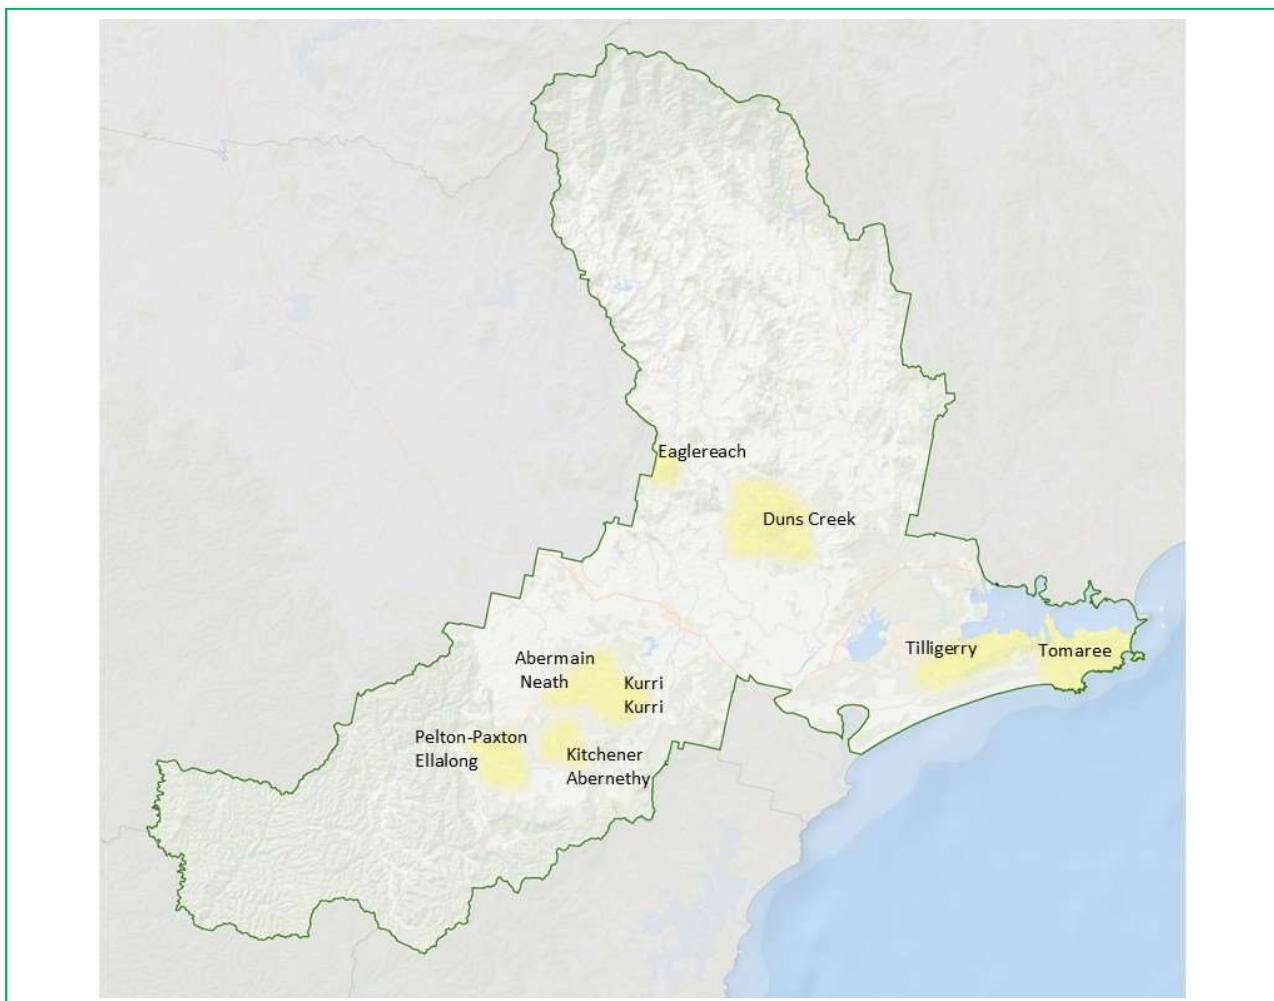 Eaglereach
Duns Creek
Tilligerry
Tomaree
Abermain
Neath
Kurri
Kurri
Pelton-Paxton
Ellalong
Kitchener
Abernethy